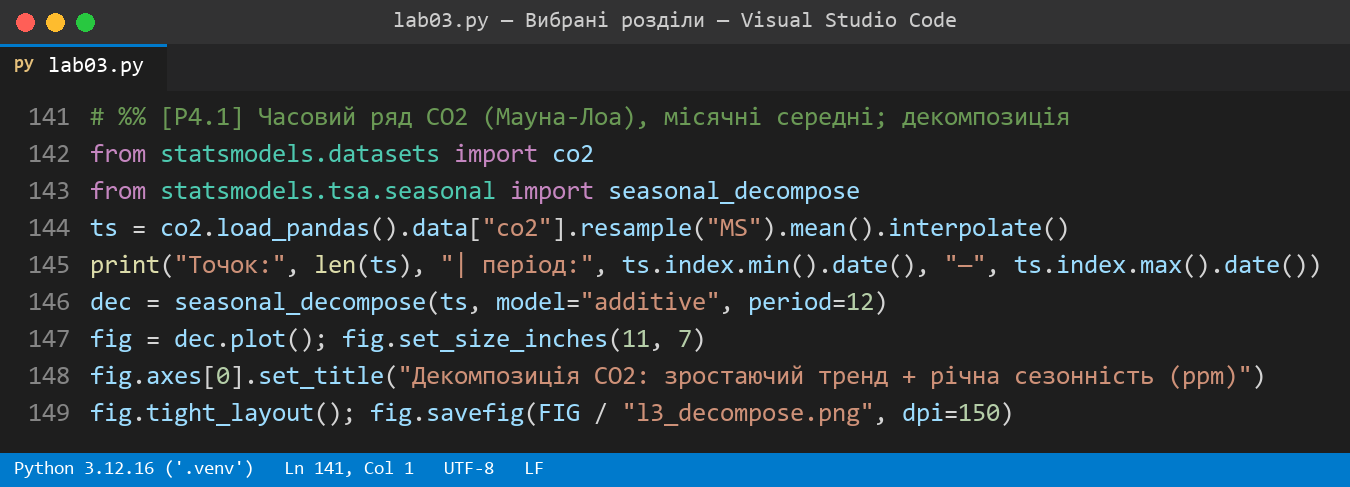 lab03.py — Вибрані розділи — Visual Studio Code
py lab03.py
141 # %% [P4.1] Часовий ряд CO2 (Мауна-Лоа), місячні середні; декомпозиція
142 from statsmodels.datasets import co2
143 from statsmodels.tsa.seasonal import seasonal_decompose
144 ts = co2.load_pandas().data["co2"].resample("MS").mean().interpolate()
145 print("Точок:", len(ts), "| період:", ts.index.min().date(), "—", ts.index.max().date())
146 dec = seasonal_decompose(ts, model="additive", period=12)
147 fig = dec.plot(); fig.set_size_inches(11, 7)
148 fig.axes[0].set_title("Декомпозиція CO2: зростаючий тренд + річна сезонність (ppm)")
149 fig.tight_layout(); fig.savefig(FIG / "l3_decompose.png", dpi=150)
Python 3.12.16 ('.venv') Ln 141, Col 1 UTF-8 LF